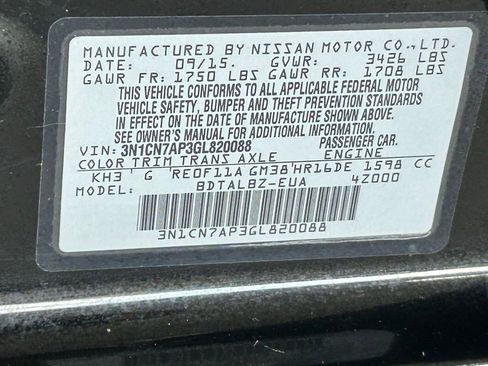 MANUFACTURED BY NISSAN MOTOR CO., LTD.
DATE: 09/15. GVWR: 3426 LBS
GAWR FR: 1750 LBS GAWR RR: 1708 LBS
THIS VEHICLE CONFORMS TO ALL APPLICABLE FEDERAL MOTOR
VEHICLE SAFETY, BUMPER AND THEFT PREVENTION STANDARDS
IN EFFECT ON THE DATE OF MANUFACTURE SHOWN ABOVE.
SEE OWNER'S MANUAL FOR ADDITIONAL INFORMATION.
VIN: 3N1CN7AP3GL820088 PASSENGER CAR.
COLOR TRIM TRANS AXLE ENGINE
KH3 ' G 'RE0F11A GM38'HR16DE 1598 CC
MODEL: BDTALBZ-EUA 4Z000
3N1CN7AP3GL820088